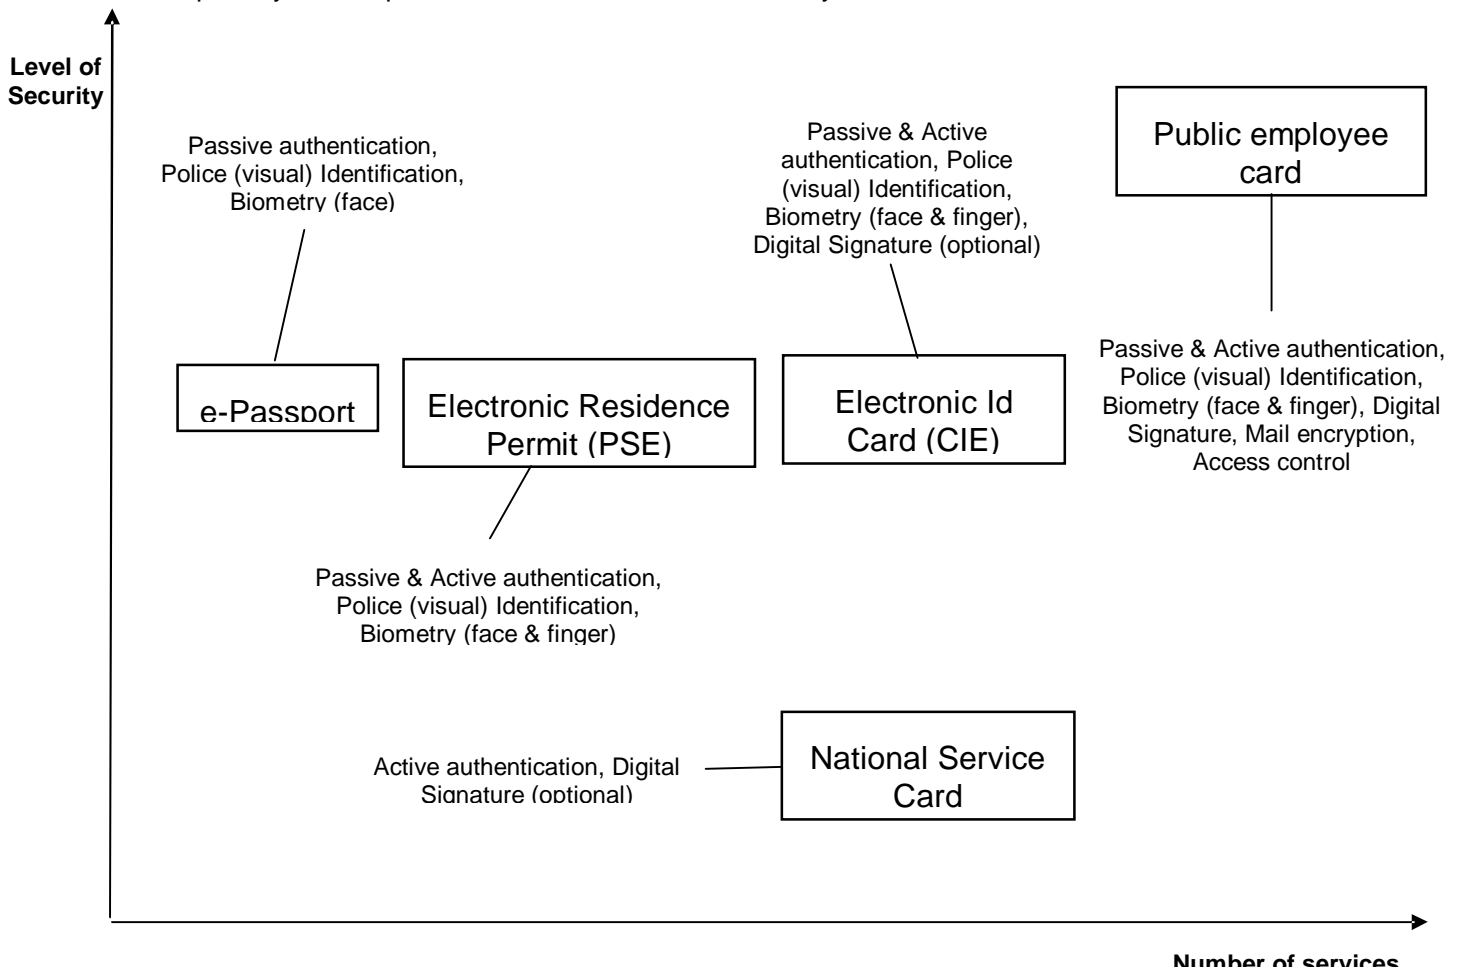 Level of
Security
Passive authentication,
Police (visual) Identification,
Biometry (face)
Passive & Active
authentication, Police
(visual) Identification,
Biometry (face & finger),
Digital Signature (optional)
Public employee
card
e-Passport
Electronic Residence
Permit (PSE)
Electronic Id
Card (CIE)
Passive & Active authentication,
Police (visual) Identification,
Biometry (face & finger), Digital
Signature, Mail encryption,
Access control
Passive & Active authentication,
Police (visual) Identification,
Biometry (face & finger)
Active authentication, Digital
Signature (optional)
National Service
Card
Number of services